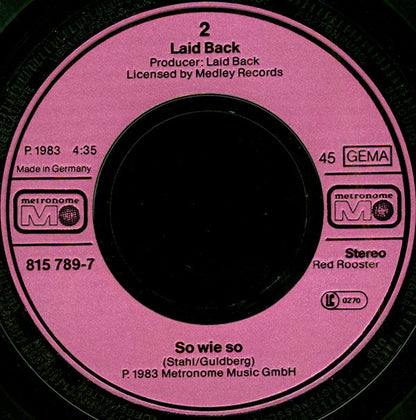 2
Laid Back
Producer: Laid Back
Licensed by Medley Records
P. 1983 4:35
Made in Germany
45 GEMA
metronome
metronome
815 789-7
Stereo
Red Rooster
LC 0270
So wie so
(Stahl/Guldberg)
P. 1983 Metronome Music GmbH